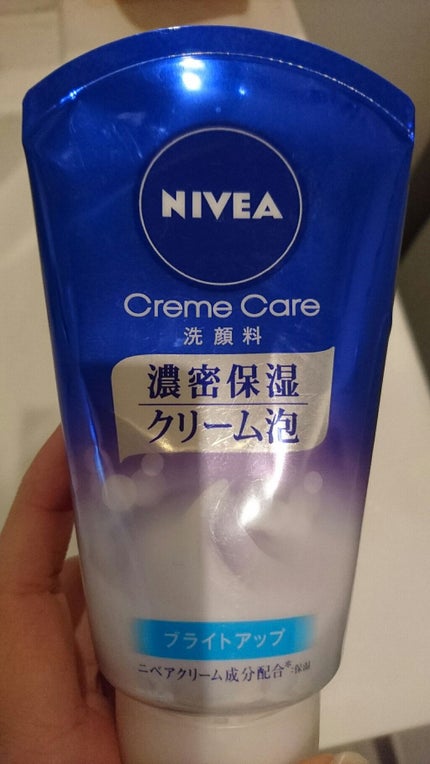 NIVEA
Creme Care
洗顔料
濃密保湿
クリーム泡
ブライトアップ
ニベアクリーム成分配合※:保湿